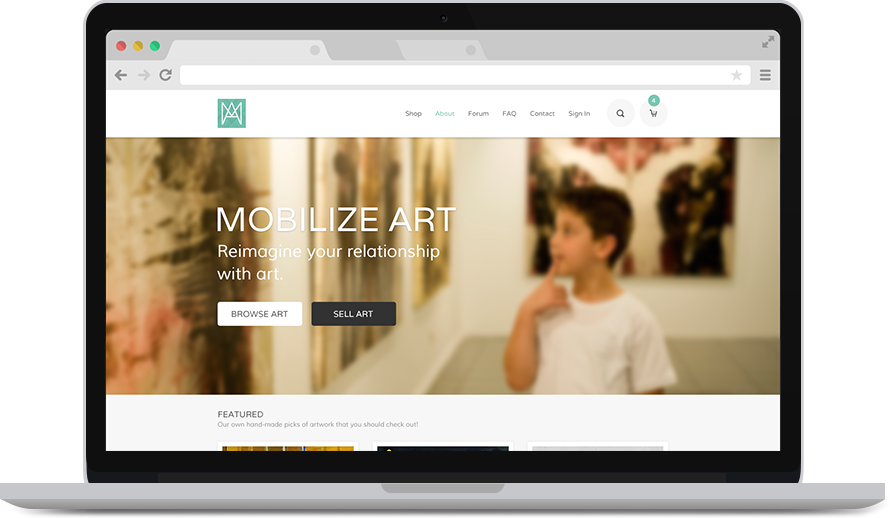 4
Shop About Forum FAQ Contact Sign In
MOBILIZE ART
Reimagine your relationship
with art.
BROWSE ART SELL ART
FEATURED
Our own hand-made picks of artwork that you should check out!